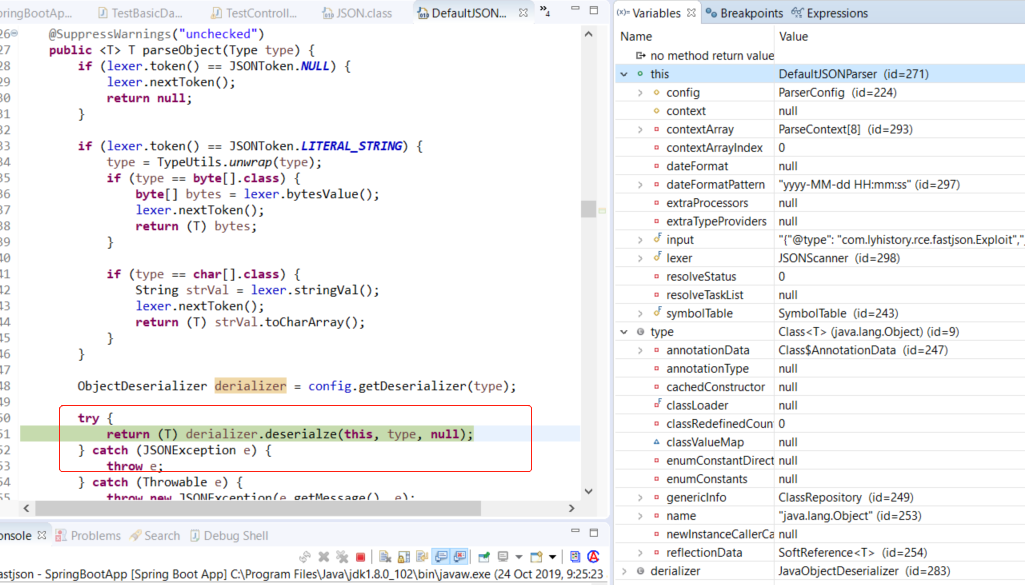 ringBootAp...
TestBasicDa...
TestControll...
JSON.class
DefaultJSON...
»4
26 @SuppressWarnings("unchecked")
27 public <T> T parseObject(Type type) {
28 if (lexer.token() == JSONToken.NULL) {
29 lexer.nextToken();
30 return null;
31 }
32
33 if (lexer.token() == JSONToken.LITERAL_STRING) {
34 type = TypeUtils.unwrap(type);
35 if (type == byte[].class) {
36 byte[] bytes = lexer.bytesValue();
37 lexer.nextToken();
38 return (T) bytes;
39 }
40
41 if (type == char[].class) {
42 String strVal = lexer.stringVal();
43 lexer.nextToken();
44 return (T) strVal.toCharArray();
45 }
46 }
47
48 ObjectDeserializer derializer = config.getDeserializer(type);
49
50 try {
51 return (T) derializer.deserialze(this, type, null);
52 } catch (JSONException e) {
53 throw e;
54 } catch (Throwable e) {
55 throw new JSONException(e.getMessage(), e);
onsole
Problems
Search
Debug Shell
astjson - SpringBootApp [Spring Boot App] C:\Program Files\Java\jdk1.8.0_102\bin\javaw.exe (24 Oct 2019, 9:25:23
(x)= Variables
Breakpoints
Expressions
Name Value
no method return value
this DefaultJSONParser (id=271)
config ParserConfig (id=224)
context null
contextArray ParseContext[8] (id=293)
contextArrayIndex 0
dateFormat null
dateFormatPattern "yyyy-MM-dd HH:mm:ss" (id=297)
extraProcessors null
extraTypeProviders null
input "{"@type": "com.lyhistory.rce.fastjson.Exploit","
lexer JSONScanner (id=298)
resolveStatus 0
resolveTaskList null
symbolTable SymbolTable (id=243)
type Class<T> (java.lang.Object) (id=9)
annotationData Class$AnnotationData (id=247)
annotationType null
cachedConstructor null
classLoader null
classRedefinedCoun 0
classValueMap null
enumConstantDirect null
enumConstants null
genericInfo ClassRepository (id=249)
name "java.lang.Object" (id=253)
newInstanceCallerCa null
reflectionData SoftReference<T> (id=254)
derializer JavaObjectDeserializer (id=283)